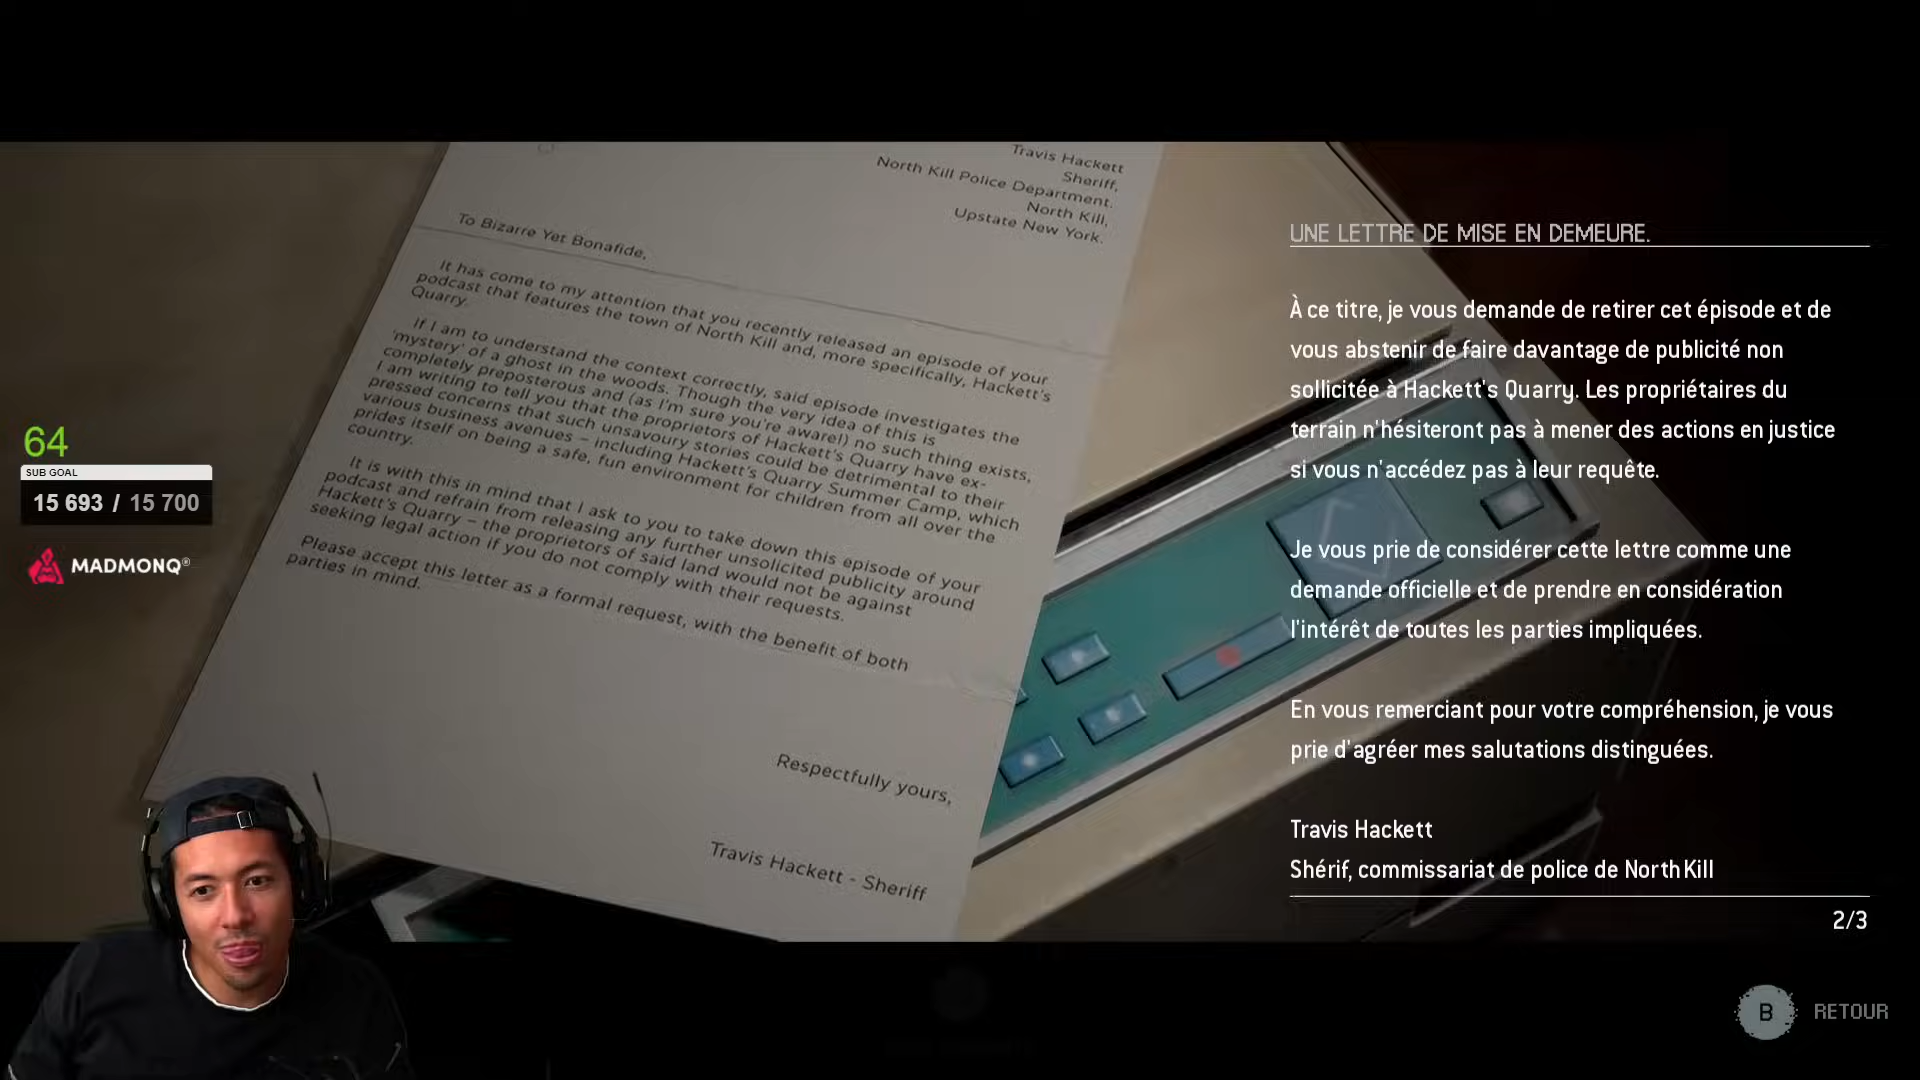 Travis Hackett
Sheriff,
North Kill Police Department.
North Kill,
Upstate New York.
To Bizarre Yet Bonafide,
It has come to my attention that you recently released an episode of your
podcast that features the town of North Kill and, more specifically, Hackett's
Quarry.
If I am to understand the context correctly, said episode investigates the
'mystery' of a ghost in the woods. Though the very idea of this is
completely preposterous and (as I'm sure you're aware!) no such thing exists,
I am writing to tell you that the proprietors of Hackett's Quarry have ex-
pressed concerns that such unsavoury stories could be detrimental to their
various business avenues – including Hackett's Quarry Summer Camp, which
prides itself on being a safe, fun environment for children from all over the
country.
It is with this in mind that I ask to you to take down this episode of your
podcast and refrain from releasing any further unsolicited publicity around
Hackett's Quarry – the proprietors of said land would not be against
seeking legal action if you do not comply with their requests.
Please accept this letter as a formal request, with the benefit of both
parties in mind.
Respectfully yours,
Travis Hackett - Sheriff
UNE LETTRE DE MISE EN DEMEURE.
À ce titre, je vous demande de retirer cet épisode et de
vous abstenir de faire davantage de publicité non
sollicitée à Hackett's Quarry. Les propriétaires du
terrain n'hésiteront pas à mener des actions en justice
si vous n'accédez pas à leur requête.
Je vous prie de considérer cette lettre comme une
demande officielle et de prendre en considération
l'intérêt de toutes les parties impliquées.
En vous remerciant pour votre compréhension, je vous
prie d'agréer mes salutations distinguées.
Travis Hackett
Shérif, commissariat de police de North Kill
2/3
B RETOUR
64
SUB GOAL
15 693 / 15 700
MADMONQ®